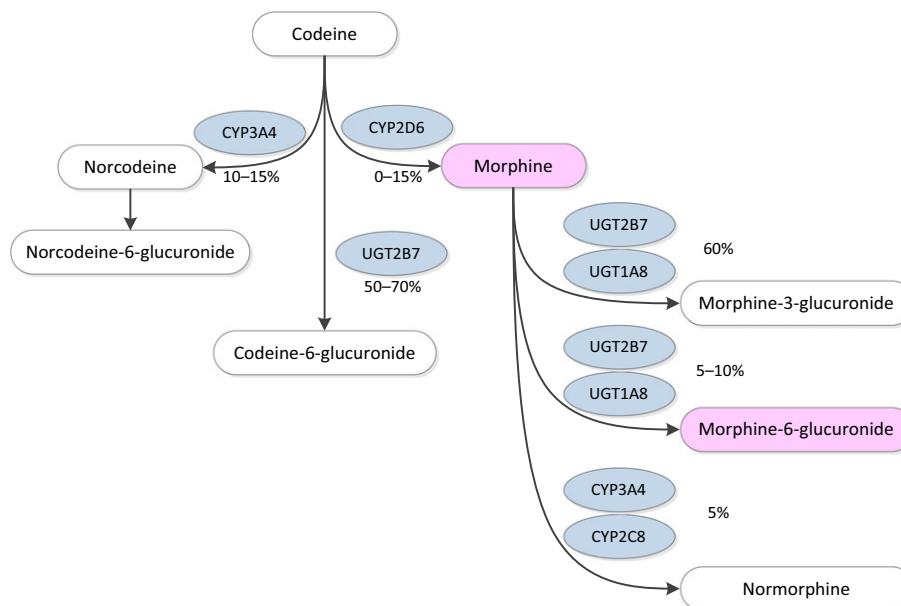 Codeine
CYP3A4
CYP2D6
Norcodeine
10–15%
0–15%
Morphine
Norcodeine-6-glucuronide
UGT2B7
50–70%
Codeine-6-glucuronide
UGT2B7
UGT1A8
60%
Morphine-3-glucuronide
UGT2B7
UGT1A8
5–10%
Morphine-6-glucuronide
CYP3A4
CYP2C8
5%
Normorphine